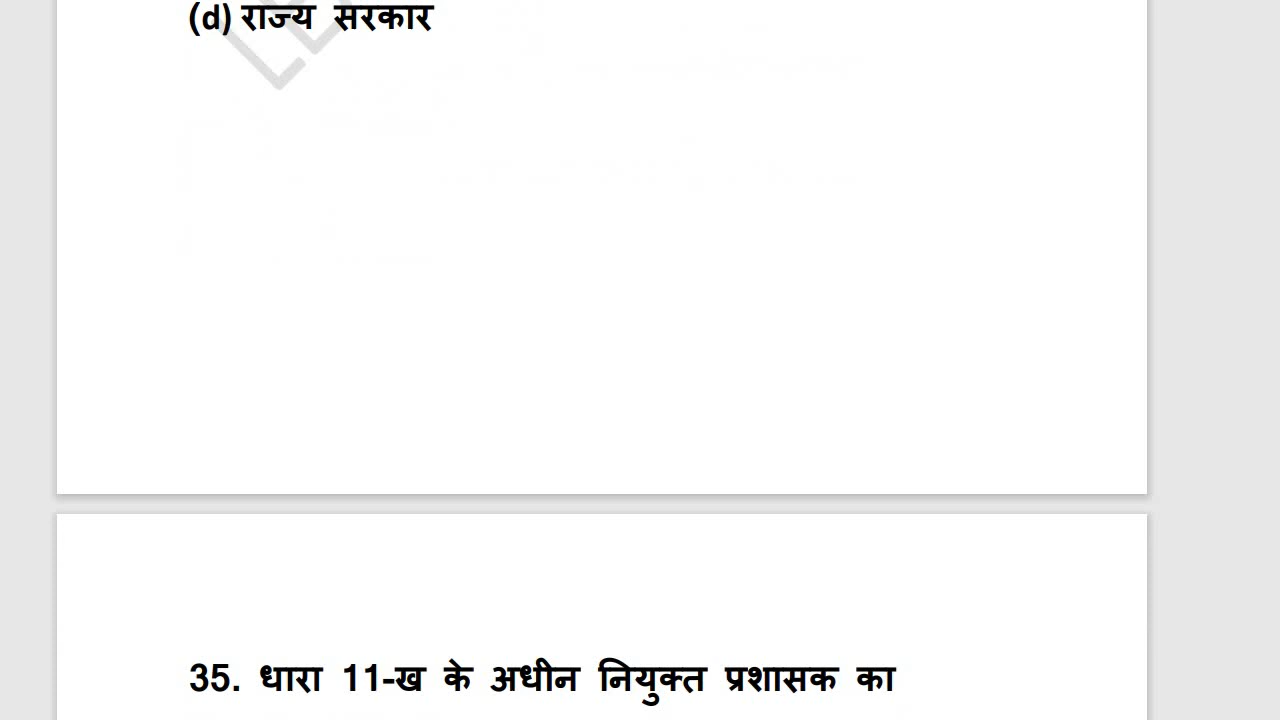 (d) राज्य सरकार
35. धारा 11-ख के अधीन नियुक्त प्रशासक का